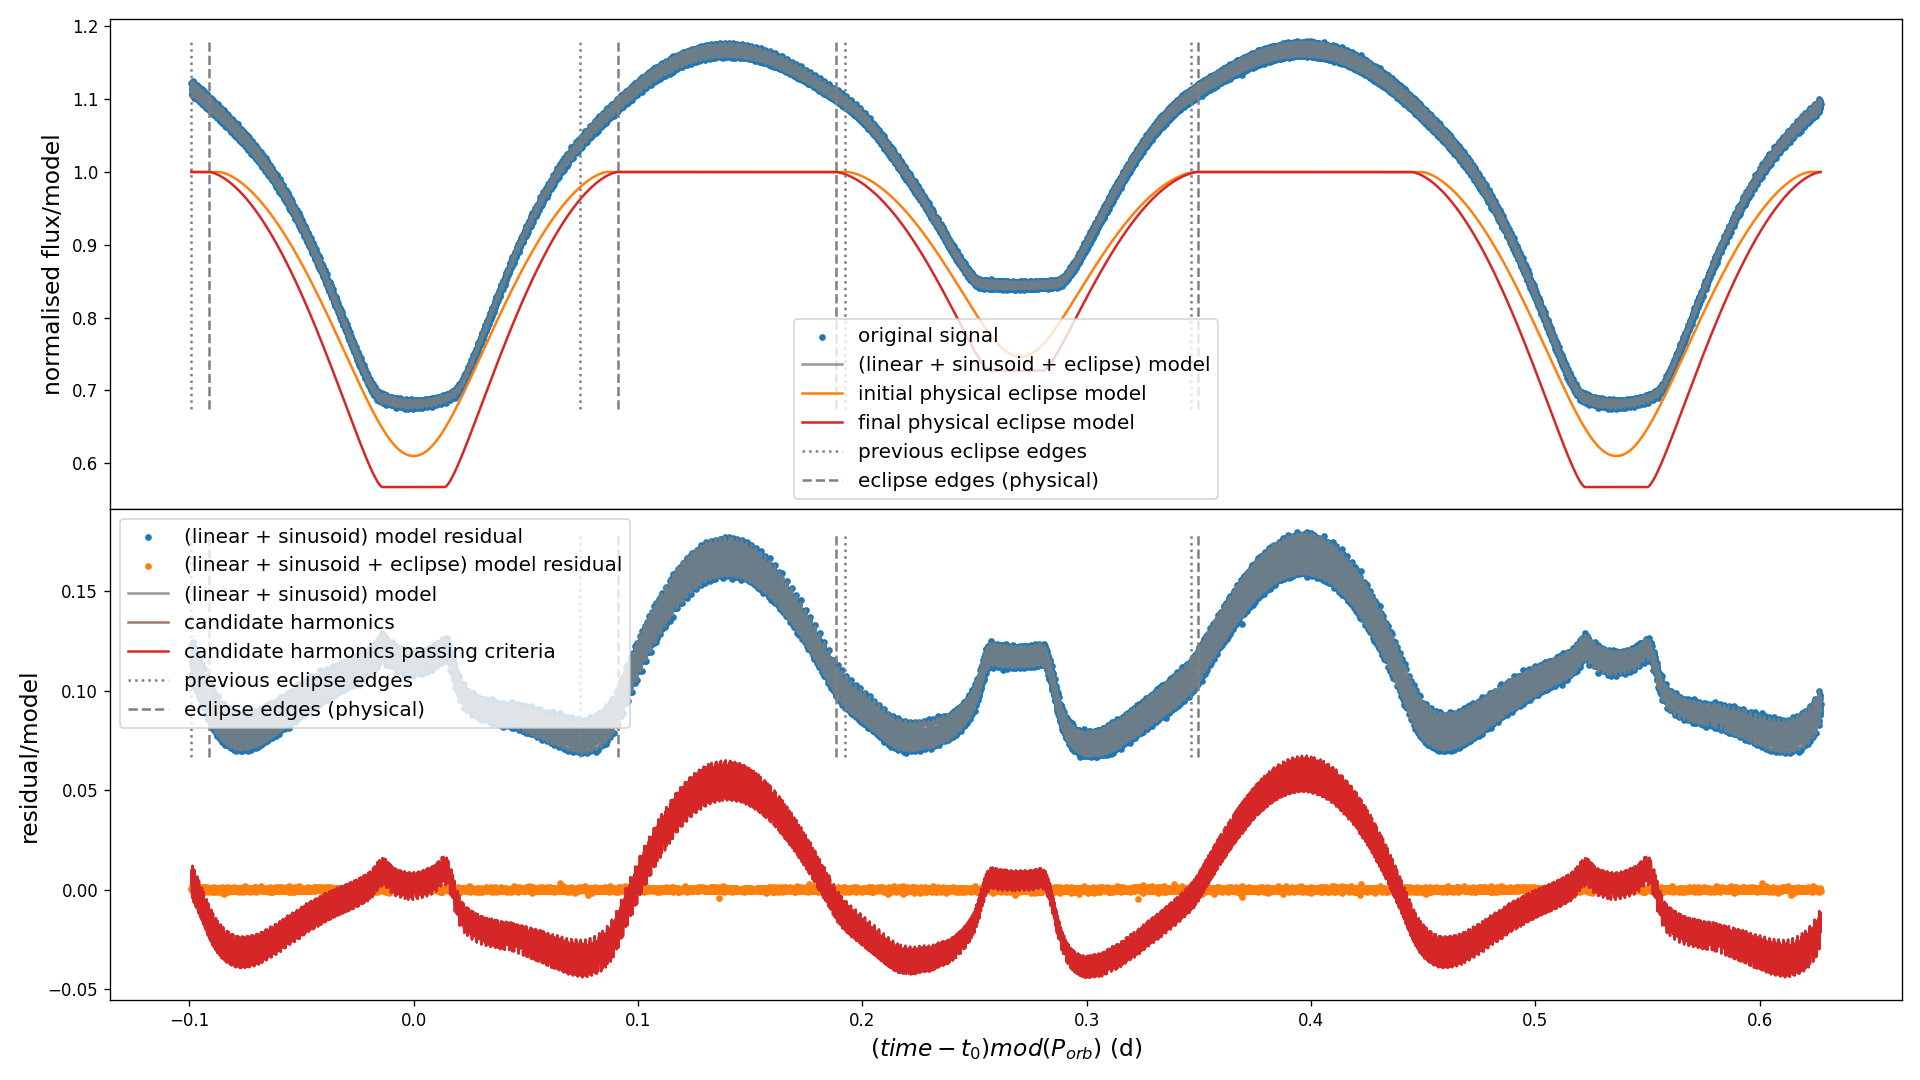 1.2
1.1
1.0
0.9
0.8
0.7
0.6
normalised flux/model
original signal
(linear + sinusoid + eclipse) model
initial physical eclipse model
final physical eclipse model
previous eclipse edges
eclipse edges (physical)
(linear + sinusoid) model residual
(linear + sinusoid + eclipse) model residual
(linear + sinusoid) model
candidate harmonics
candidate harmonics passing criteria
previous eclipse edges
eclipse edges (physical)
0.15
0.10
0.05
0.00
−0.05
residual/model
−0.1 0.0 0.1 0.2 0.3 0.4 0.5 0.6
(time − t₀)mod(Pₒᵣb) (d)